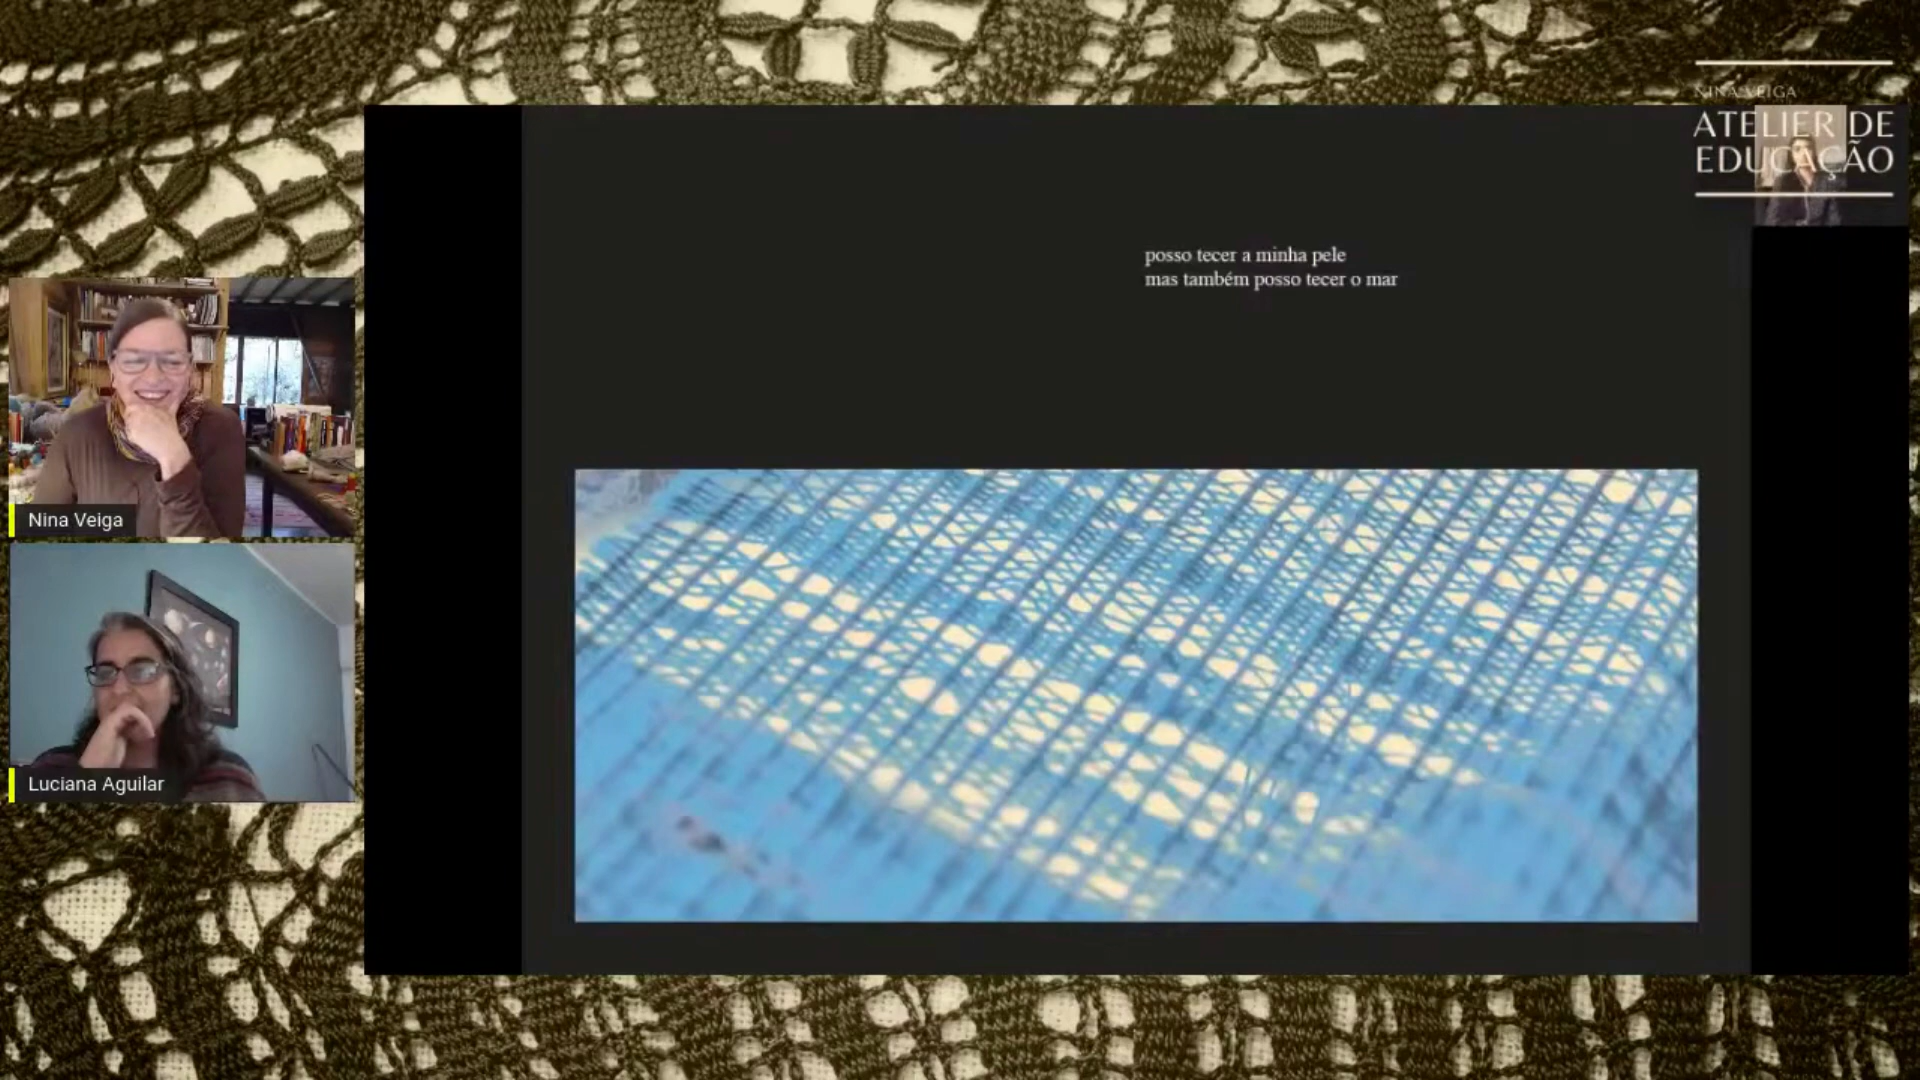 NINA VEIGA
ATELIER DE
EDUCAÇÃO
posso tecer a minha pele
mas também posso tecer o mar
Nina Veiga
Luciana Aguilar